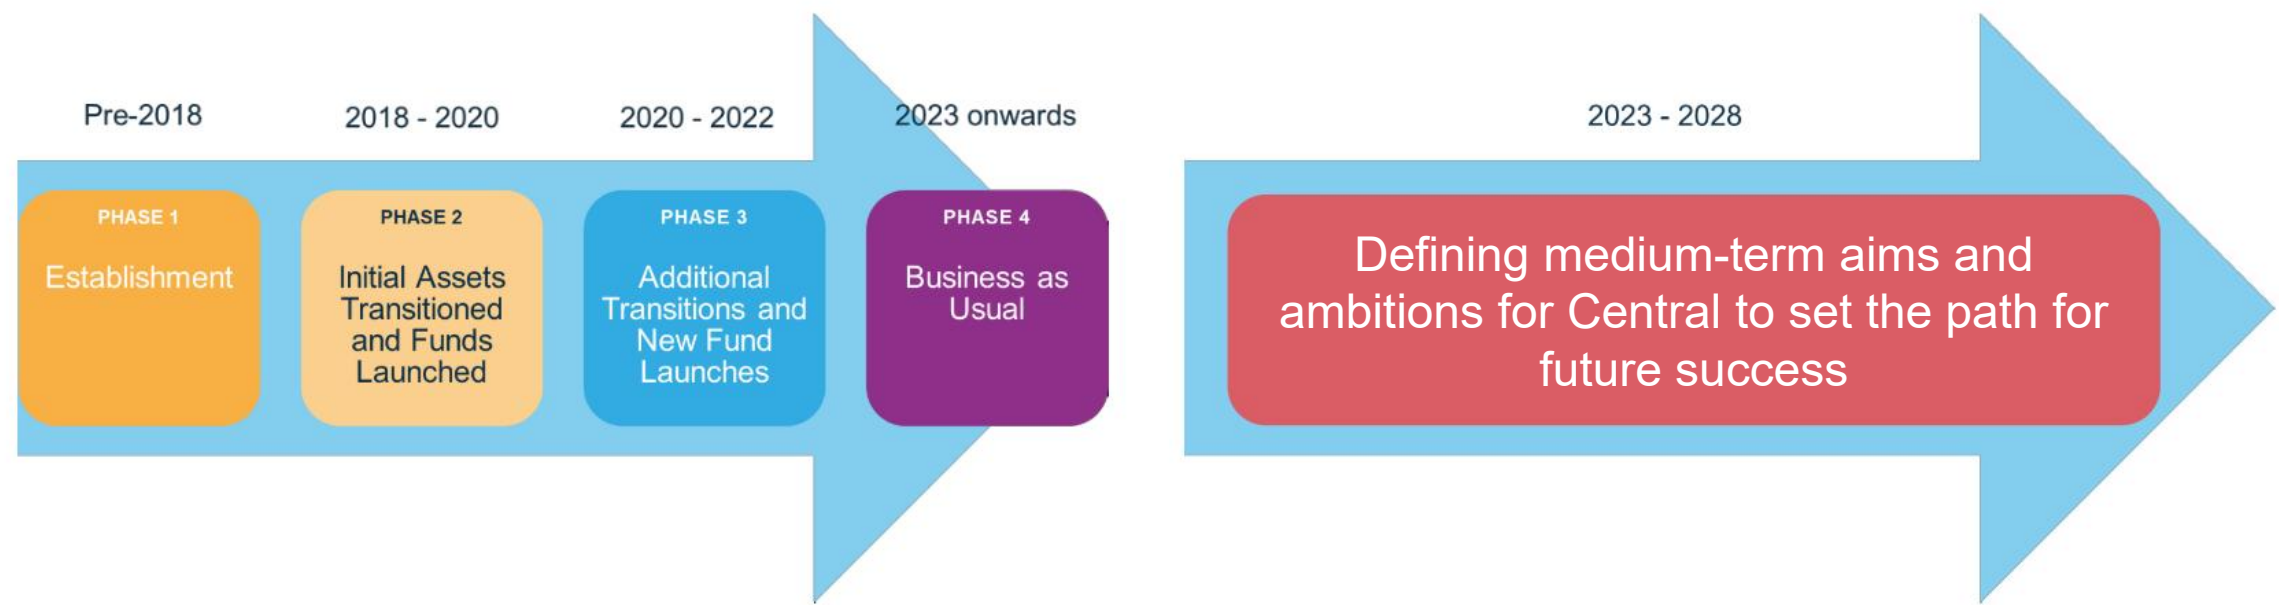 Pre-2018
2018 - 2020
2020 - 2022
2023 onwards
PHASE 1
Establishment
PHASE 2
Initial Assets
Transitioned
and Funds
Launched
PHASE 3
Additional
Transitions and
New Fund
Launches
PHASE 4
Business as
Usual
2023 - 2028
Defining medium-term aims and
ambitions for Central to set the path for
future success